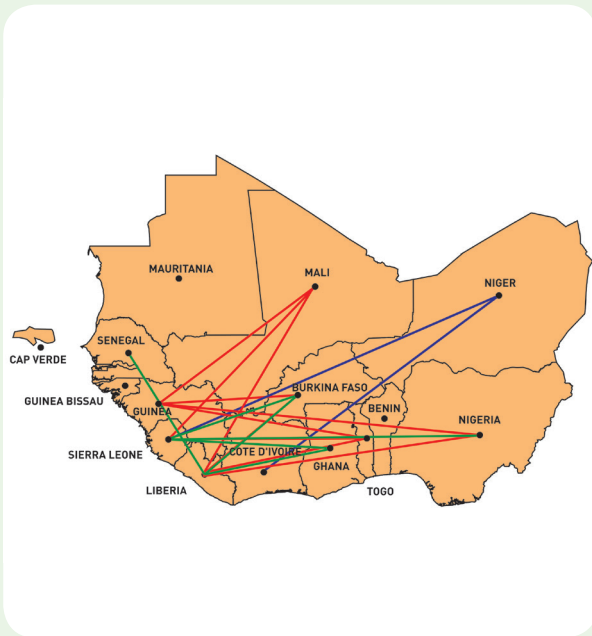 MAURITANIA
MALI
NIGER
SENEGAL
CAP VERDE
BURKINA FASO
GUINEA BISSAU
GUINEA
BENIN
NIGERIA
SIERRA LEONE
COTE D'IVOIRE
GHANA
LIBERIA
TOGO